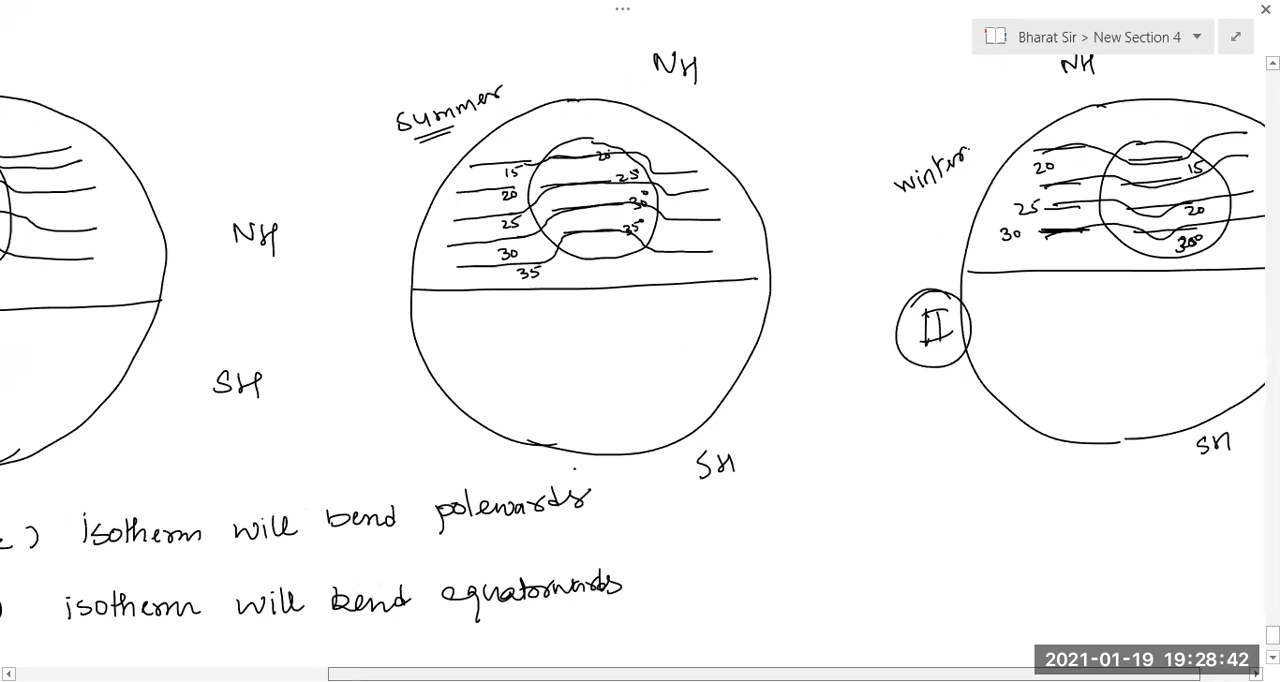 Bharat Sir > New Section 4
NH
NH
Summer
winter
20
15
15
20
25
20
20
30°
25
20
25
35°
30
30
30°
35
NH
II
SH
SH
SH
) isotherm will bend polewards
) isotherm will bend equatorwards
2021-01-19 19:28:42